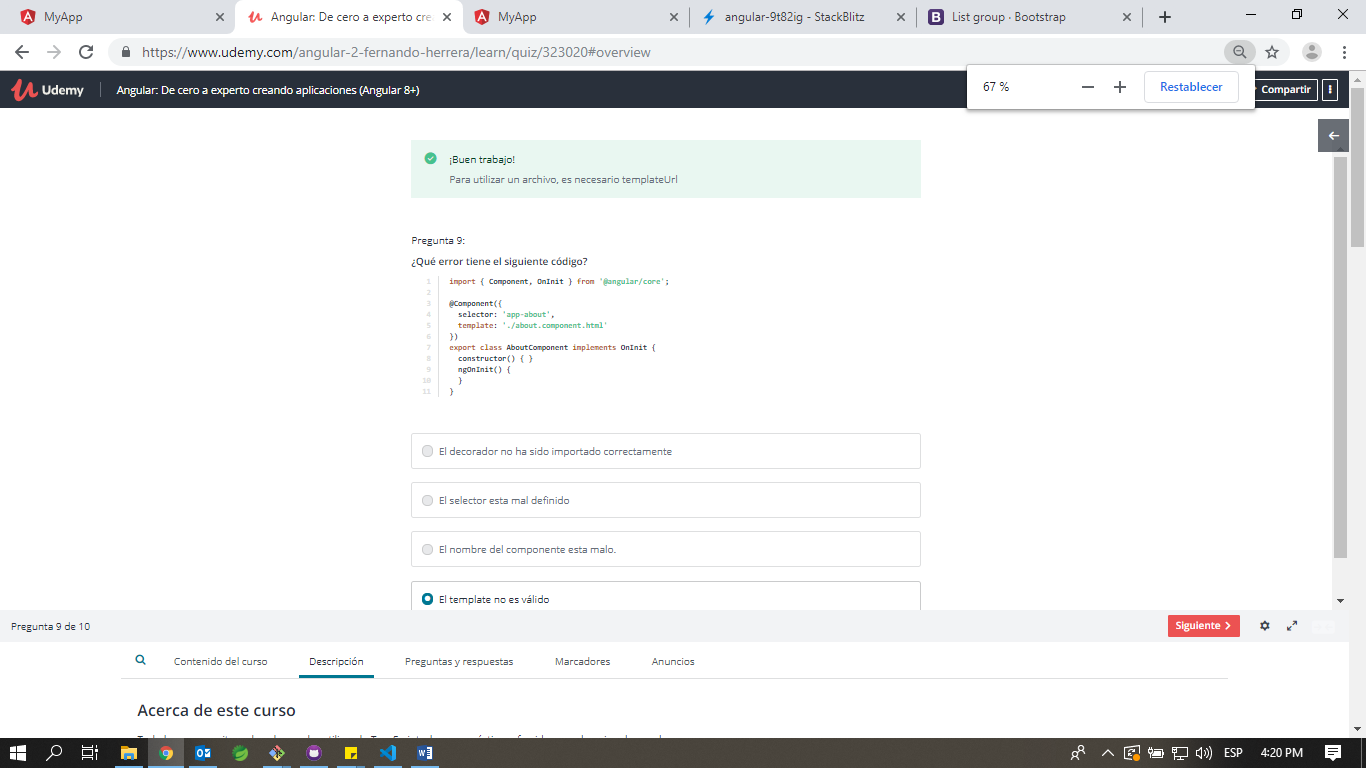 MyApp
Angular: De cero a experto cre
MyApp
angular-9t82ig - StackBlitz
List group · Bootstrap
https://www.udemy.com/angular-2-fernando-herrera/learn/quiz/323020#overview
67 %
Restablecer
Udemy
Angular: De cero a experto creando aplicaciones (Angular 8+)
Compartir
¡Buen trabajo!
Para utilizar un archivo, es necesario templateUrl
Pregunta 9:
¿Qué error tiene el siguiente código?
1 import { Component, OnInit } from '@angular/core';
2
3 @Component({
4 selector: 'app-about',
5 template: './about.component.html'
6 })
7 export class AboutComponent implements OnInit {
8 constructor() { }
9 ngOnInit() {
10 }
11 }
El decorador no ha sido importado correctamente
El selector esta mal definido
El nombre del componente esta malo.
El template no es válido
Pregunta 9 de 10
Siguiente
Contenido del curso
Descripción
Preguntas y respuestas
Marcadores
Anuncios
Acerca de este curso
ESP
4:20 PM